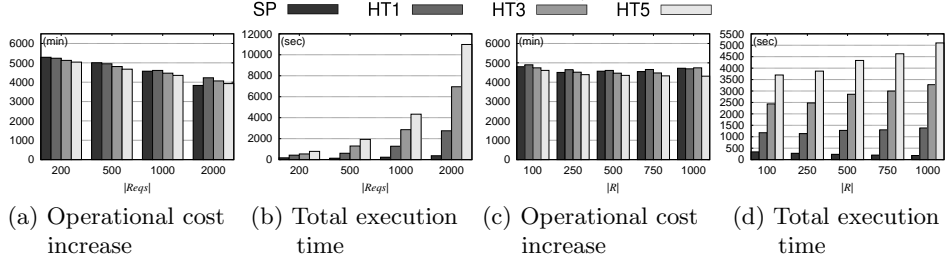 SP HT1 HT3 HT5
(min)
6000
5000
4000
3000
2000
1000
0
200 500 1000 2000
|Reqs|
(sec)
12000
10000
8000
6000
4000
2000
0
200 500 1000 2000
|Reqs|
(min)
6000
5000
4000
3000
2000
1000
0
100 250 500 750 1000
|R|
(sec)
5500
5000
4500
4000
3500
3000
2500
2000
1500
1000
500
0
100 250 500 750 1000
|R|
(a) Operational cost
increase
(b) Total execution
time
(c) Operational cost
increase
(d) Total execution
time